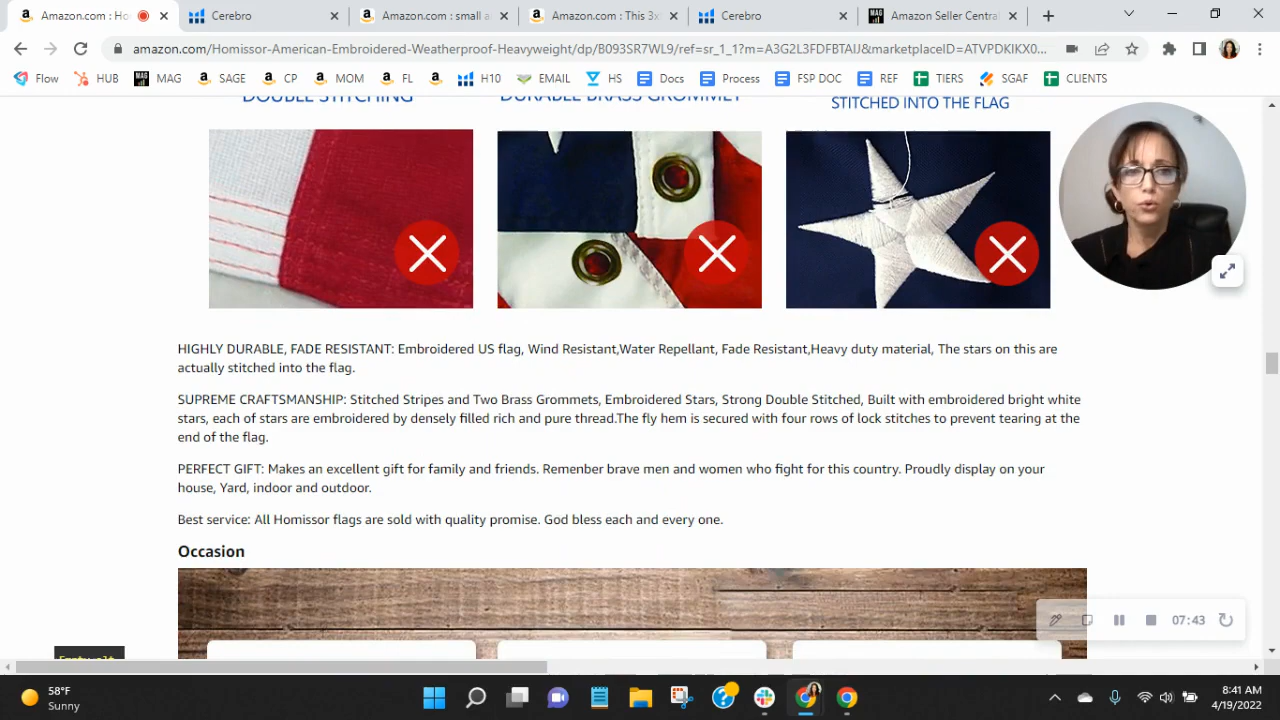 Amazon.com : Ho
Cerebro
Amazon.com : small a
Amazon.com : This 3x
Cerebro
MAG
Amazon Seller Centra
amazon.com/Homissor-American-Embroidered-Weatherproof-Heavyweight/dp/B093SR7WL9/ref=sr_1_1?m=A3G2L3FDFBTAIJ&marketplaceID=ATVPDKIKX0...
Flow
HUB
MAG
SAGE
CP
MOM
FL
H10
EMAIL
HS
Docs
Process
FSP DOC
REF
TIERS
SGAF
CLIENTS
DOUBLE STITCHING
DURABLE BRASS GROMMET
STITCHED INTO THE FLAG
HIGHLY DURABLE, FADE RESISTANT: Embroidered US flag, Wind Resistant,Water Repellant, Fade Resistant,Heavy duty material, The stars on this are
actually stitched into the flag.
SUPREME CRAFTSMANSHIP: Stitched Stripes and Two Brass Grommets, Embroidered Stars, Strong Double Stitched, Built with embroidered bright white
stars, each of stars are embroidered by densely filled rich and pure thread.The fly hem is secured with four rows of lock stitches to prevent tearing at the
end of the flag.
PERFECT GIFT: Makes an excellent gift for family and friends. Remenber brave men and women who fight for this country. Proudly display on your
house, Yard, indoor and outdoor.
Best service: All Homissor flags are sold with quality promise. God bless each and every one.
Occasion
07:43
58°F
Sunny
8:41 AM
4/19/2022